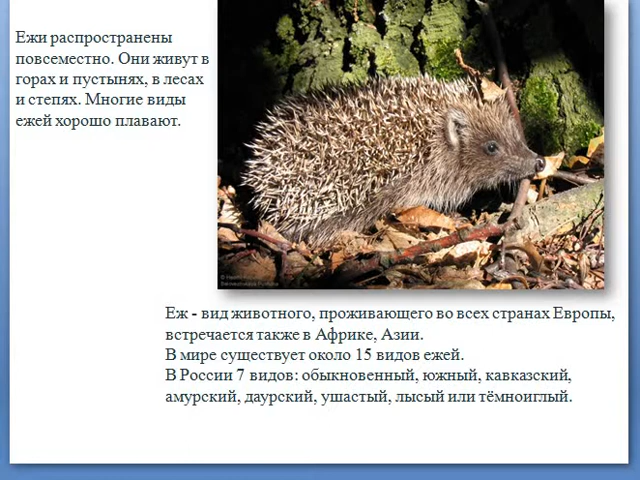 Ежи распространены
повсеместно. Они живут в
горах и пустынях, в лесах
и степях. Многие виды
ежей хорошо плавают.
Еж - вид животного, проживающего во всех странах Европы,
встречается также в Африке, Азии.
В мире существует около 15 видов ежей.
В России 7 видов: обыкновенный, южный, кавказский,
амурский, даурский, ушастый, лысый или тёмноиглый.